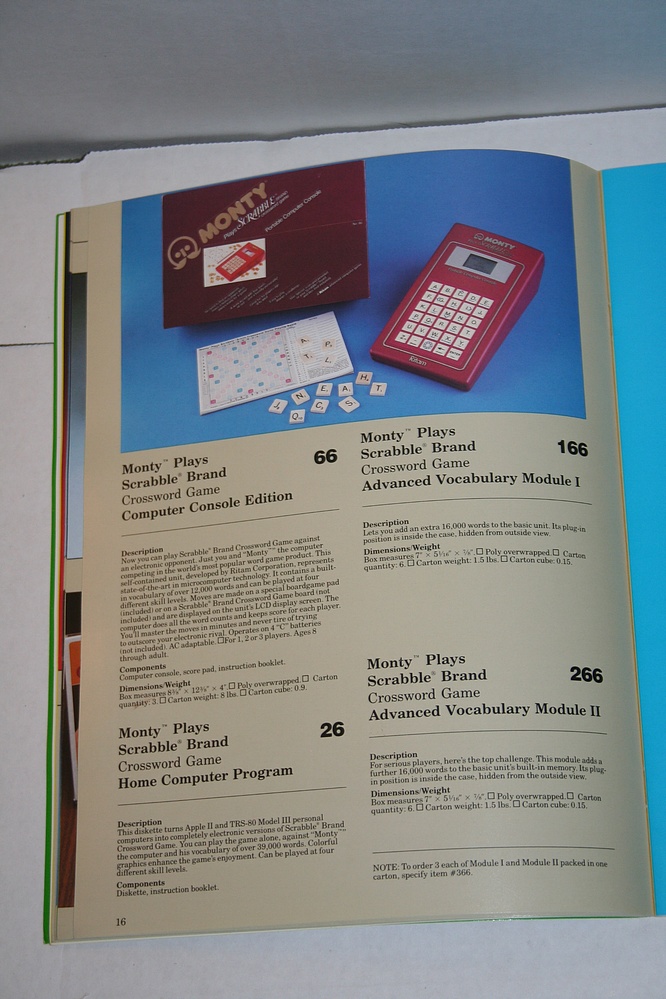 MONTY
Plays SCRABBLE
Portable Computer Console
MONTY
A B C D E
Ritam
A P
T L
H
N E A T
J C S
Q
Monty™ Plays
Scrabble® Brand
Crossword Game
Computer Console Edition
66
Description
Now you can play Scrabble® Brand Crossword Game against
an electronic opponent. Just you and "Monty"™ the computer
competing in the world's most popular word game product. This
self-contained unit, developed by Ritam Corporation, represents
state-of-the-art in microcomputer technology. It contains a built-
in vocabulary of over 12,000 words and can be played at four
different skill levels. Moves are made on a special boardgame pad
(included) or on a Scrabble® Brand Crossword Game board (not
included) and are displayed on the unit's LCD display screen. The
computer does all the word counts and keeps score for each player.
You'll master the moves in minutes and never tire of trying
to outscore your electronic rival. Operates on 4 "C" batteries
(not included). AC adaptable. □ For 1, 2 or 3 players. Ages 8
through adult.
Components
Computer console, score pad, instruction booklet.
Dimensions/Weight
Box measures 8⅜" × 12⅜" × 4". □ Poly overwrapped. □ Carton
quantity: 3. □ Carton weight: 8 lbs. □ Carton cube: 0.9.
Monty™ Plays
Scrabble® Brand
Crossword Game
Home Computer Program
26
Description
This diskette turns Apple II and TRS-80 Model III personal
computers into completely electronic versions of Scrabble® Brand
Crossword Game. You can play the game alone, against "Monty"™
the computer and his vocabulary of over 39,000 words. Colorful
graphics enhance the game's enjoyment. Can be played at four
different skill levels.
Components
Diskette, instruction booklet.
16
Monty™ Plays
Scrabble® Brand
Crossword Game
Advanced Vocabulary Module I
166
Description
Lets you add an extra 16,000 words to the basic unit. Its plug-in
position is inside the case, hidden from outside view.
Dimensions/Weight
Box measures 7" × 5¹⁄₁₆" × ⅞". □ Poly overwrapped. □ Carton
quantity: 6. □ Carton weight: 1.5 lbs. □ Carton cube: 0.15.
Monty™ Plays
Scrabble® Brand
Crossword Game
Advanced Vocabulary Module II
266
Description
For serious players, here's the top challenge. This module adds a
further 16,000 words to the basic unit's built-in memory. Its plug-
in position is inside the case, hidden from the outside view.
Dimensions/Weight
Box measures 7" × 5¹⁄₁₆" × ⅞". □ Poly overwrapped. □ Carton
quantity: 6. □ Carton weight: 1.5 lbs. □ Carton cube: 0.15.
NOTE: To order 3 each of Module I and Module II packed in one
carton, specify item #366.